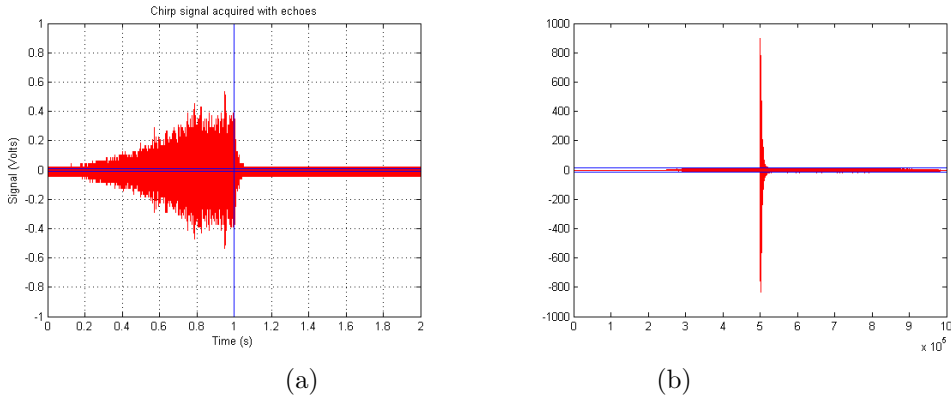 Chirp signal acquired with echoes
Signal (Volts)
1
0.8
0.6
0.4
0.2
0
-0.2
-0.4
-0.6
-0.8
-1
0 0.2 0.4 0.6 0.8 1 1.2 1.4 1.6 1.8 2
Time (s)
(a)
1000
800
600
400
200
0
-200
-400
-600
-800
-1000
0 1 2 3 4 5 6 7 8 9 10
x 10^5
(b)